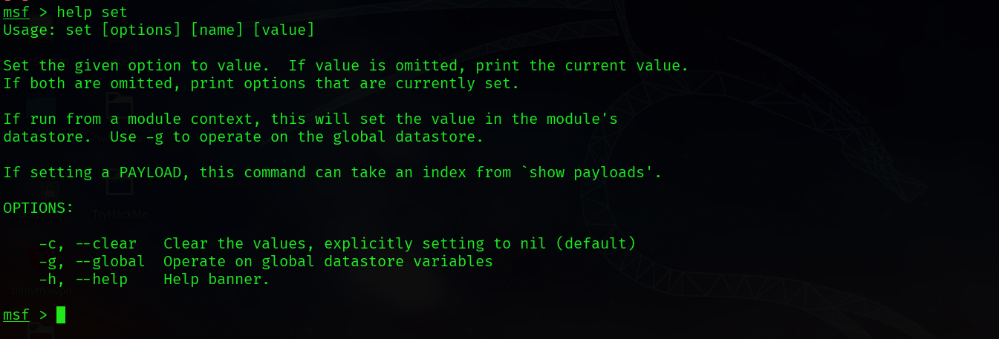 msf > help set
Usage: set [options] [name] [value]
Set the given option to value.  If value is omitted, print the current value.
If both are omitted, print options that are currently set.
If run from a module context, this will set the value in the module's
datastore.  Use -g to operate on the global datastore.
If setting a PAYLOAD, this command can take an index from `show payloads'.
OPTIONS:
TryHackMe
-c, --clear   Clear the values, explicitly setting to nil (default)
-g, --global  Operate on global datastore variables
-h, --help    Help banner.
msf >